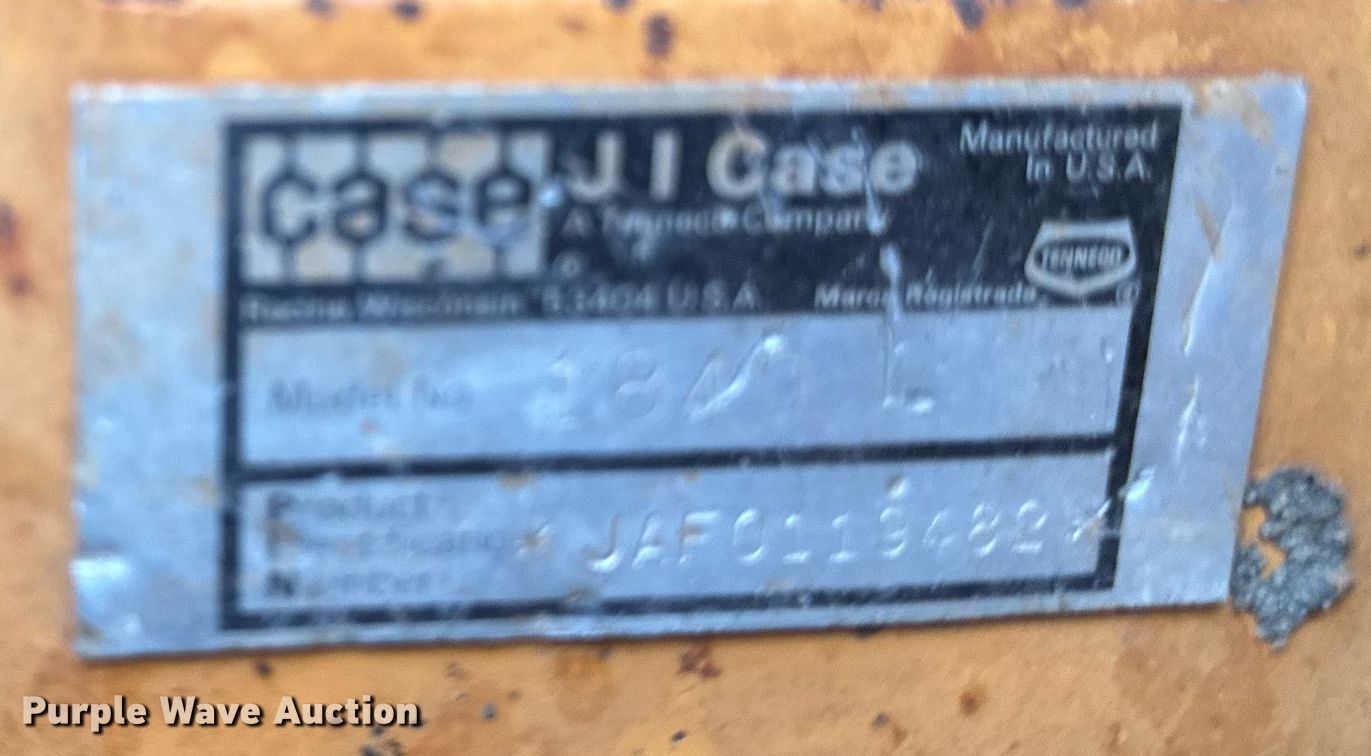 case
J I Case
Manufactured
In U.S.A.
A Tenneco Company
TENNECO
Racine, Wisconsin 53404 U.S.A.
Marca Registrada
Model No.
Product
Identification
Number
* JAF0119482*
Purple Wave Auction